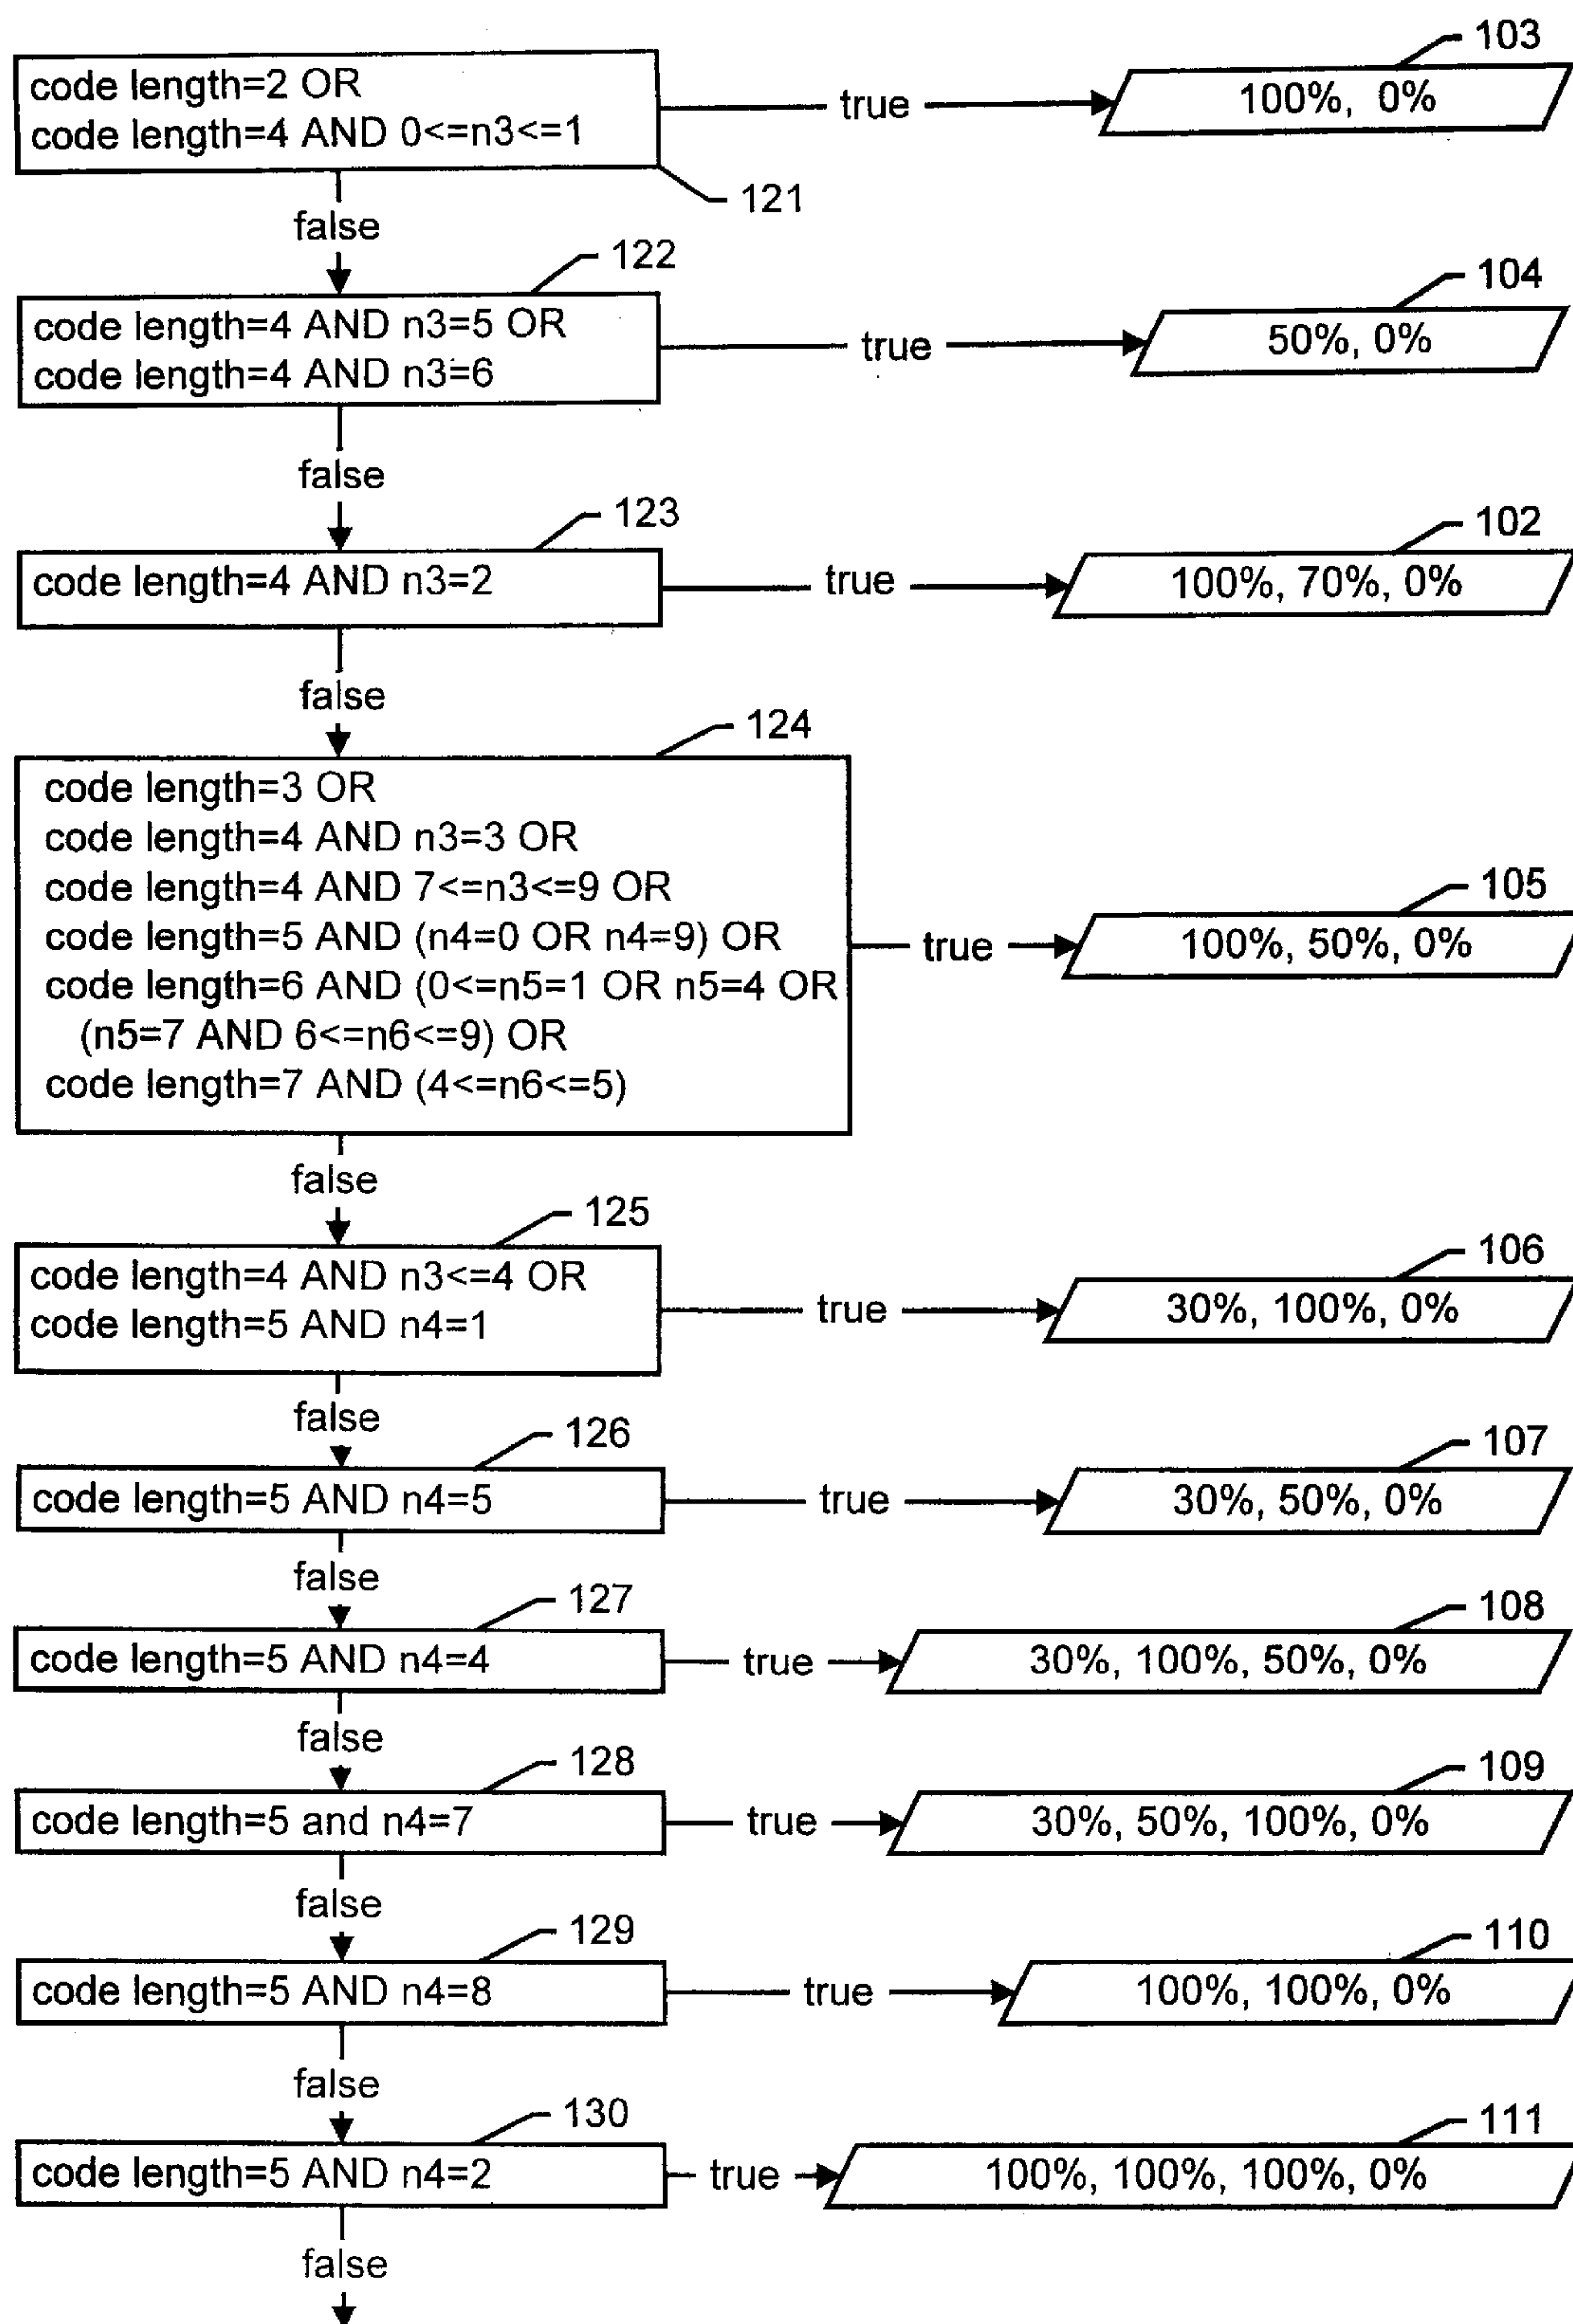 103
code length=2 OR
code length=4 AND 0<=n3<=1
true
100%, 0%
121
false
122
104
code length=4 AND n3=5 OR
code length=4 AND n3=6
true
50%, 0%
false
123
102
code length=4 AND n3=2
true
100%, 70%, 0%
false
124
code length=3 OR
code length=4 AND n3=3 OR
code length=4 AND 7<=n3<=9 OR
code length=5 AND (n4=0 OR n4=9) OR
code length=6 AND (0<=n5=1 OR n5=4 OR
(n5=7 AND 6<=n6<=9) OR
code length=7 AND (4<=n6<=5)
105
true
100%, 50%, 0%
false
125
106
code length=4 AND n3<=4 OR
code length=5 AND n4=1
true
30%, 100%, 0%
false
126
107
code length=5 AND n4=5
true
30%, 50%, 0%
false
127
108
code length=5 AND n4=4
true
30%, 100%, 50%, 0%
false
128
109
code length=5 and n4=7
true
30%, 50%, 100%, 0%
false
129
110
code length=5 AND n4=8
true
100%, 100%, 0%
false
130
111
code length=5 AND n4=2
true
100%, 100%, 100%, 0%
false